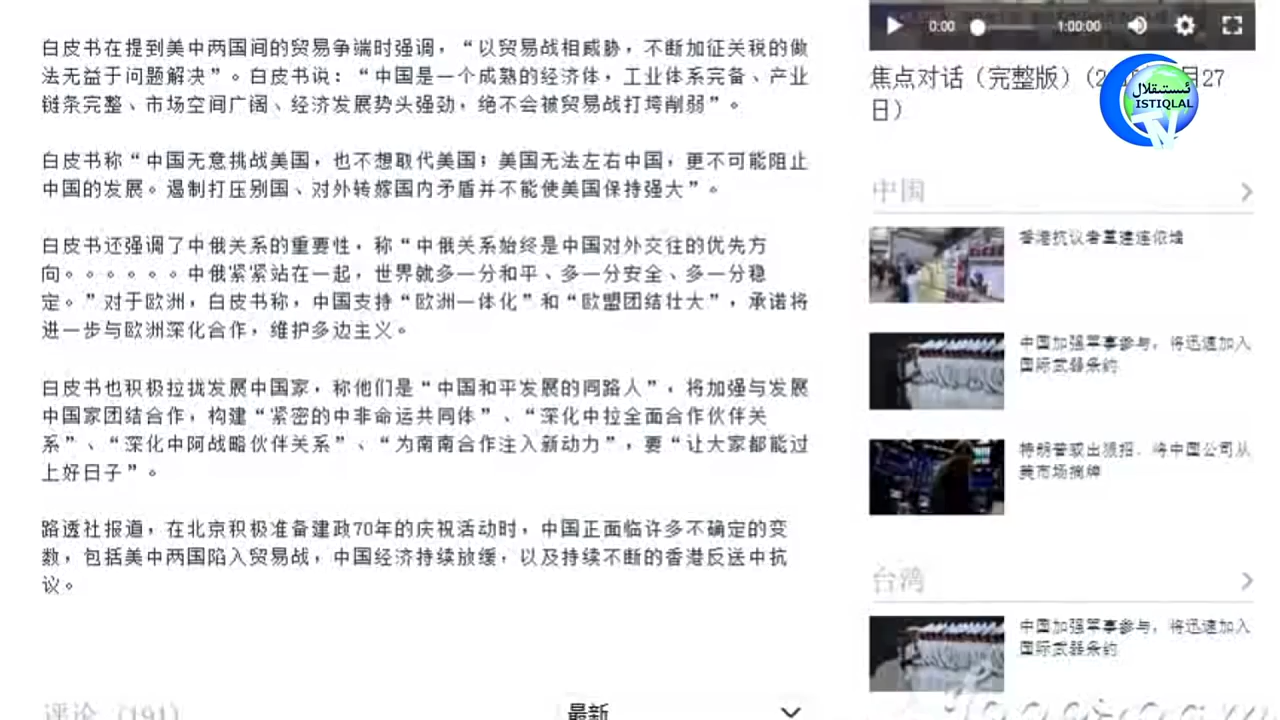 白皮书在提到美中两国间的贸易争端时强调，“以贸易战相威胁，不断加征关税的做
法无益于问题解决”。白皮书说：“中国是一个成熟的经济体，工业体系完备、产业
链条完整、市场空间广阔、经济发展势头强劲，绝不会被贸易战打垮削弱”。
白皮书称“中国无意挑战美国，也不想取代美国；美国无法左右中国，更不可能阻止
中国的发展。遏制打压别国、对外转嫁国内矛盾并不能使美国保持强大”。
白皮书还强调了中俄关系的重要性，称“中俄关系始终是中国对外交往的优先方
向。。。。。。中俄紧紧站在一起，世界就多一分和平、多一分安全、多一分稳
定。”对于欧洲，白皮书称，中国支持“欧洲一体化”和“欧盟团结壮大”，承诺将
进一步与欧洲深化合作，维护多边主义。
白皮书也积极拉拢发展中国家，称他们是“中国和平发展的同路人”，将加强与发展
中国家团结合作，构建“紧密的中非命运共同体”、“深化中拉全面合作伙伴关
系”、“深化中阿战略伙伴关系”、“为南南合作注入新动力”，要“让大家都能过
上好日子”。
路透社报道，在北京积极准备建政70年的庆祝活动时，中国正面临许多不确定的变
数，包括美中两国陷入贸易战，中国经济持续放缓，以及持续不断的香港反送中抗
议。
评论（191）
最新
0:00
1:00:00
焦点对话（完整版）(2 月27
日）
ئىستىقلال
ISTIQLAL
TV
中国
香港抗议者重建连侬墙
中国加强军事参与，将迅速加入
国际武器条约
特朗普或出狠招，将中国公司从
美市场摘牌
台湾
中国加强军事参与，将迅速加入
国际武器条约